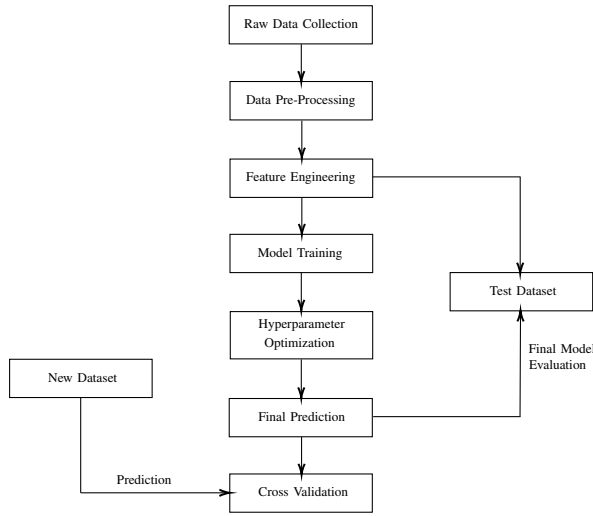 Raw Data Collection
Data Pre-Processing
Feature Engineering
Model Training
Test Dataset
Hyperparameter
Optimization
Final Model
Evaluation
New Dataset
Final Prediction
Prediction
Cross Validation